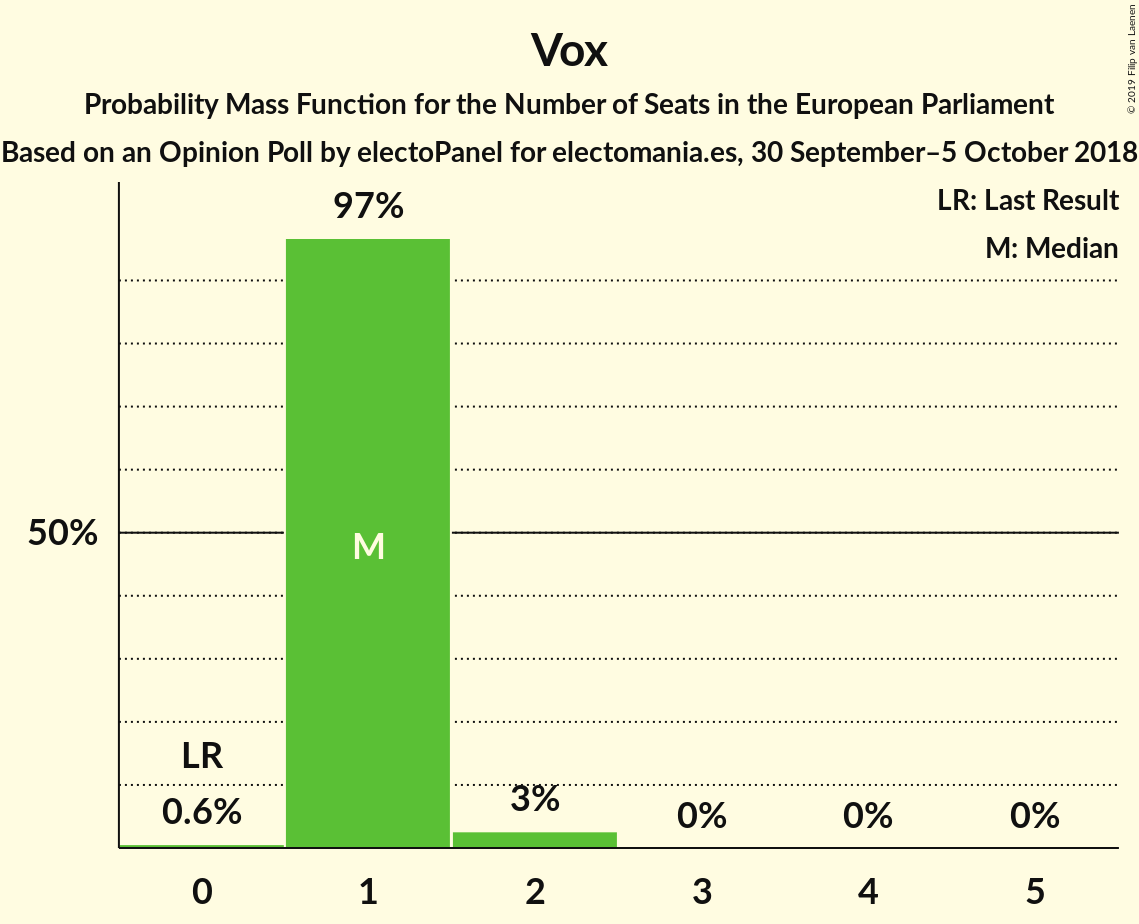 Vox
Probability Mass Function for the Number of Seats in the European Parliament
Based on an Opinion Poll by electoPanel for electomania.es, 30 September–5 October 2018
© 2019 Filip van Laenen
LR: Last Result
M: Median
97%
50%
M
LR
0.6%
3%
0%
0%
0%
0
1
2
3
4
5